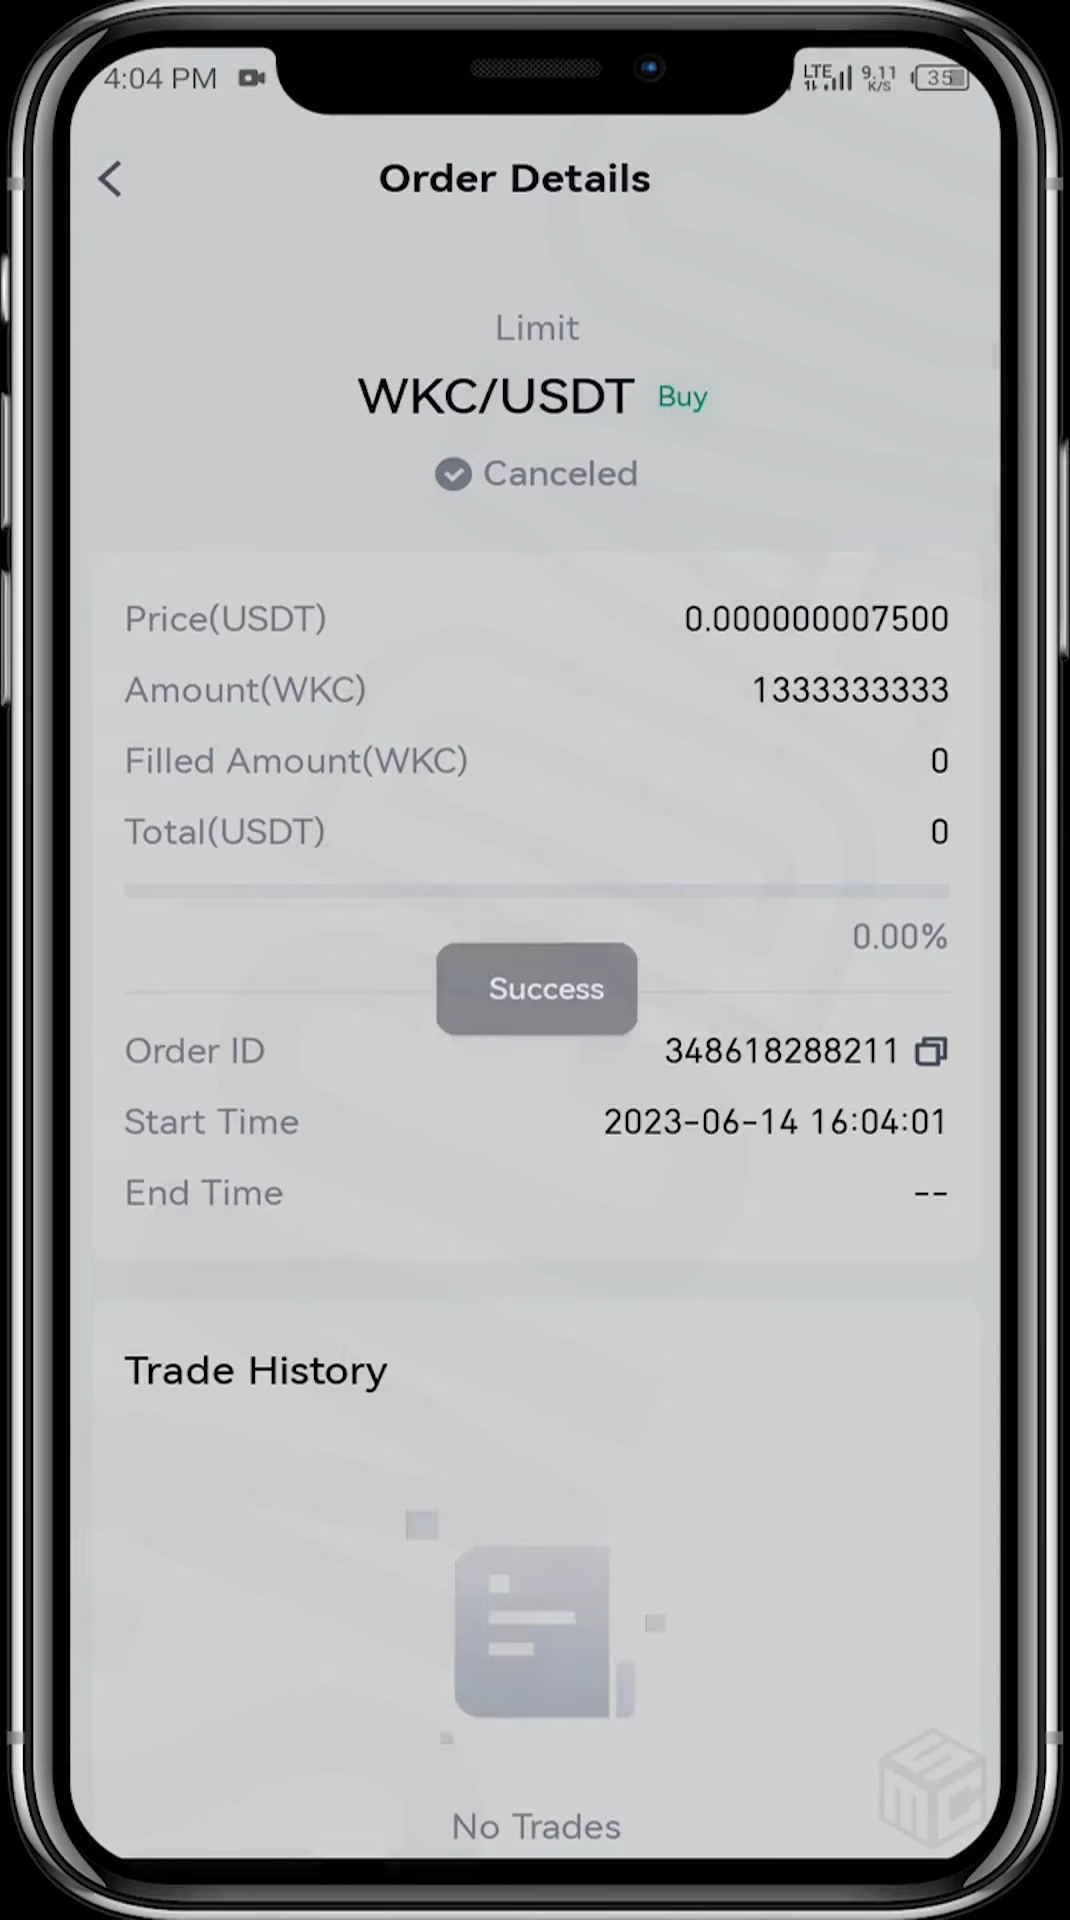 4:04 PM LTE 9.11 K/S 35
Order Details
Limit
WKC/USDT Buy
Canceled
Price(USDT) 0.000000007500
Amount(WKC) 1333333333
Filled Amount(WKC) 0
Total(USDT) 0
0.00%
Success
Order ID 348618288211
Start Time 2023-06-14 16:04:01
End Time --
Trade History
No Trades
SMC